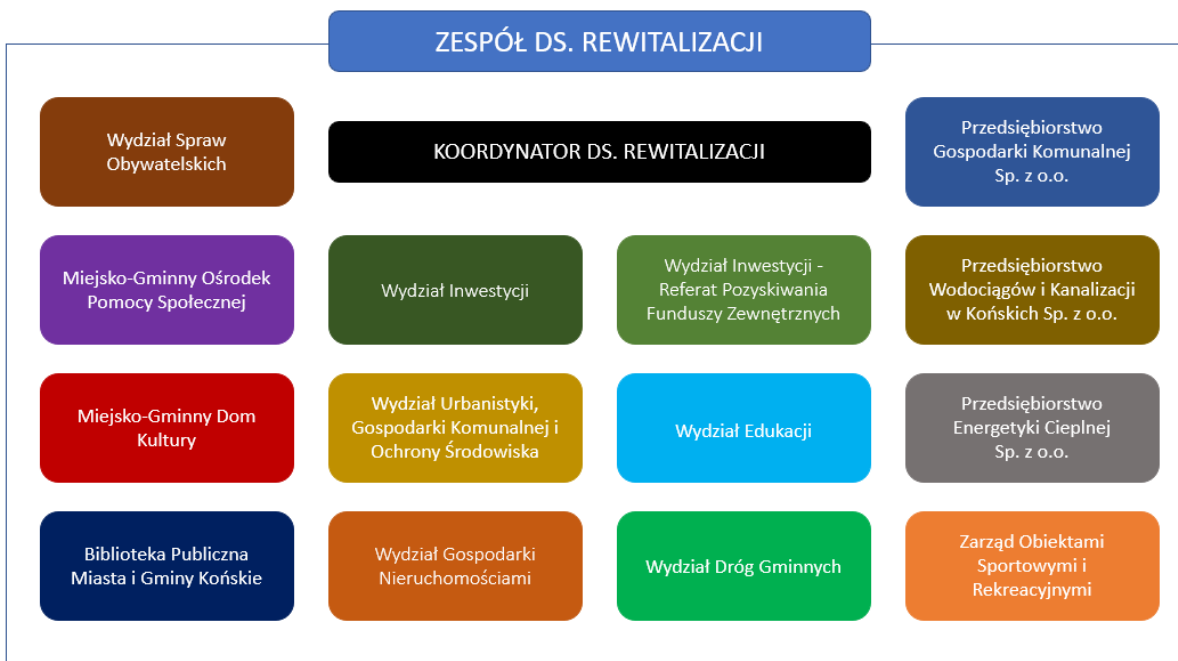 ZESPÓŁ DS. REWITALIZACJI
Wydział Spraw
Obywatelskich
KOORDYNATOR DS. REWITALIZACJI
Przedsiębiorstwo
Gospodarki Komunalnej
Sp. z o.o.
Miejsko-Gminny Ośrodek
Pomocy Społecznej
Wydział Inwestycji
Wydział Inwestycji -
Referat Pozyskiwania
Funduszy Zewnętrznych
Przedsiębiorstwo
Wodociągów i Kanalizacji
w Końskich Sp. z o.o.
Miejsko-Gminny Dom
Kultury
Wydział Urbanistyki,
Gospodarki Komunalnej i
Ochrony Środowiska
Wydział Edukacji
Przedsiębiorstwo
Energetyki Cieplnej
Sp. z o.o.
Biblioteka Publiczna
Miasta i Gminy Końskie
Wydział Gospodarki
Nieruchomościami
Wydział Dróg Gminnych
Zarząd Obiektami
Sportowymi i
Rekreacyjnymi